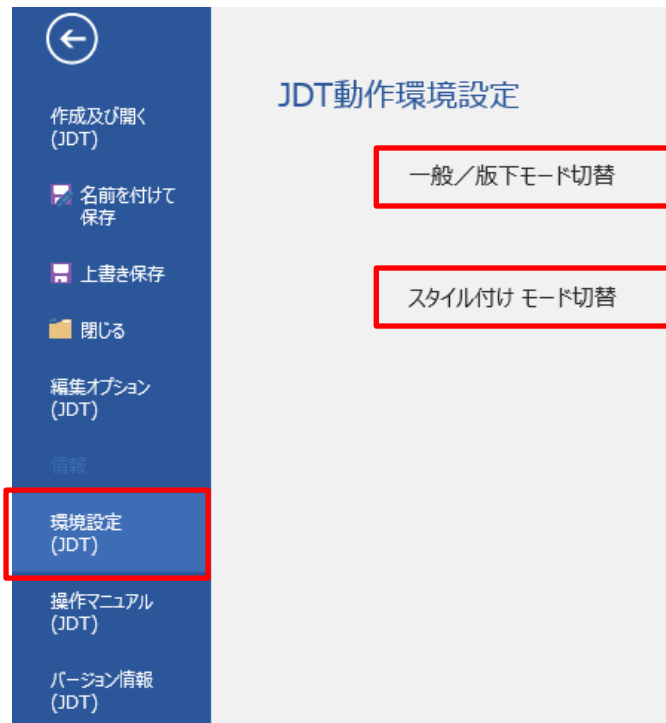 作成及び開く
(JDT)
名前を付けて
保存
上書き保存
閉じる
編集オプション
(JDT)
情報
環境設定
(JDT)
操作マニュアル
(JDT)
バージョン情報
(JDT)
JDT動作環境設定
一般／版下モード切替
スタイル付け モード切替